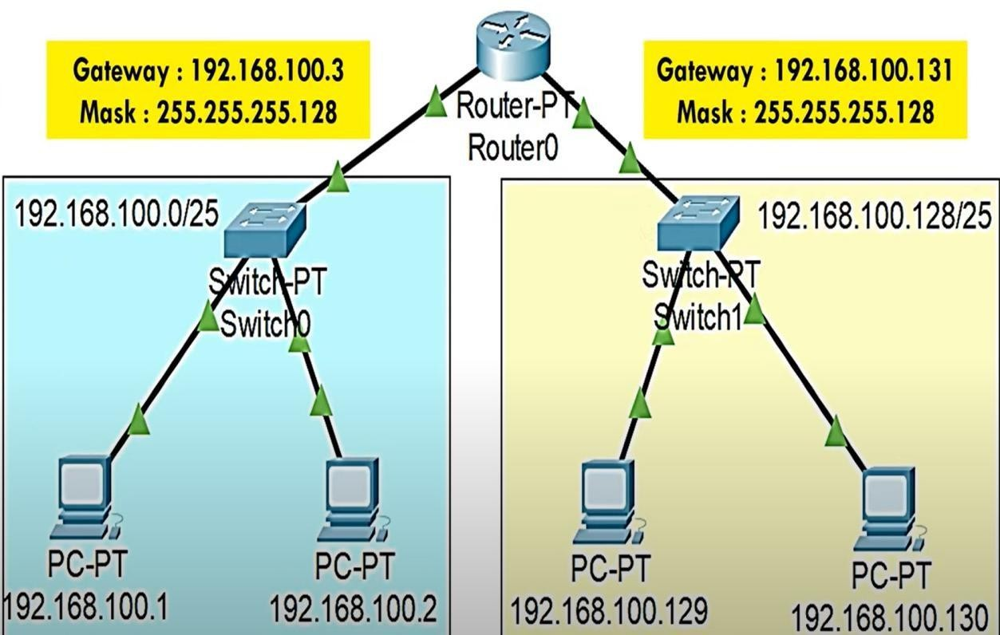 Gateway : 192.168.100.3
Mask : 255.255.255.128
Router-PT
Router0
Gateway : 192.168.100.131
Mask : 255.255.255.128
192.168.100.0/25
Switch-PT
Switch0
PC-PT
192.168.100.1
PC-PT
192.168.100.2
192.168.100.128/25
Switch-PT
Switch1
PC-PT
192.168.100.129
PC-PT
192.168.100.130